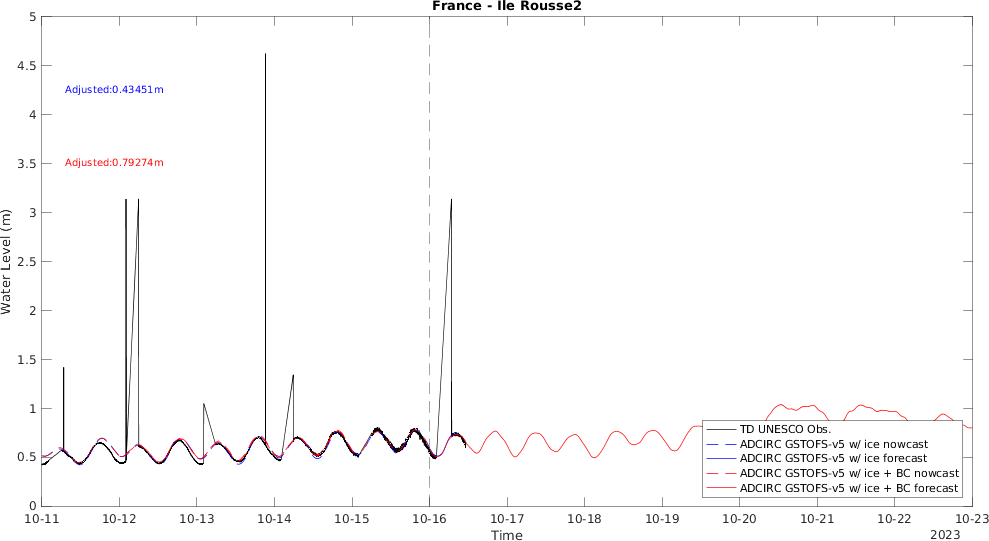 France - Ile Rousse2
5
4.5
4
3.5
3
2.5
2
1.5
1
0.5
0
Water Level (m)
Adjusted:0.43451m
Adjusted:0.79274m
TD UNESCO Obs.
ADCIRC GSTOFS-v5 w/ ice nowcast
ADCIRC GSTOFS-v5 w/ ice forecast
ADCIRC GSTOFS-v5 w/ ice + BC nowcast
ADCIRC GSTOFS-v5 w/ ice + BC forecast
10-11 10-12 10-13 10-14 10-15 10-16 10-17 10-18 10-19 10-20 10-21 10-22 10-23
Time
2023